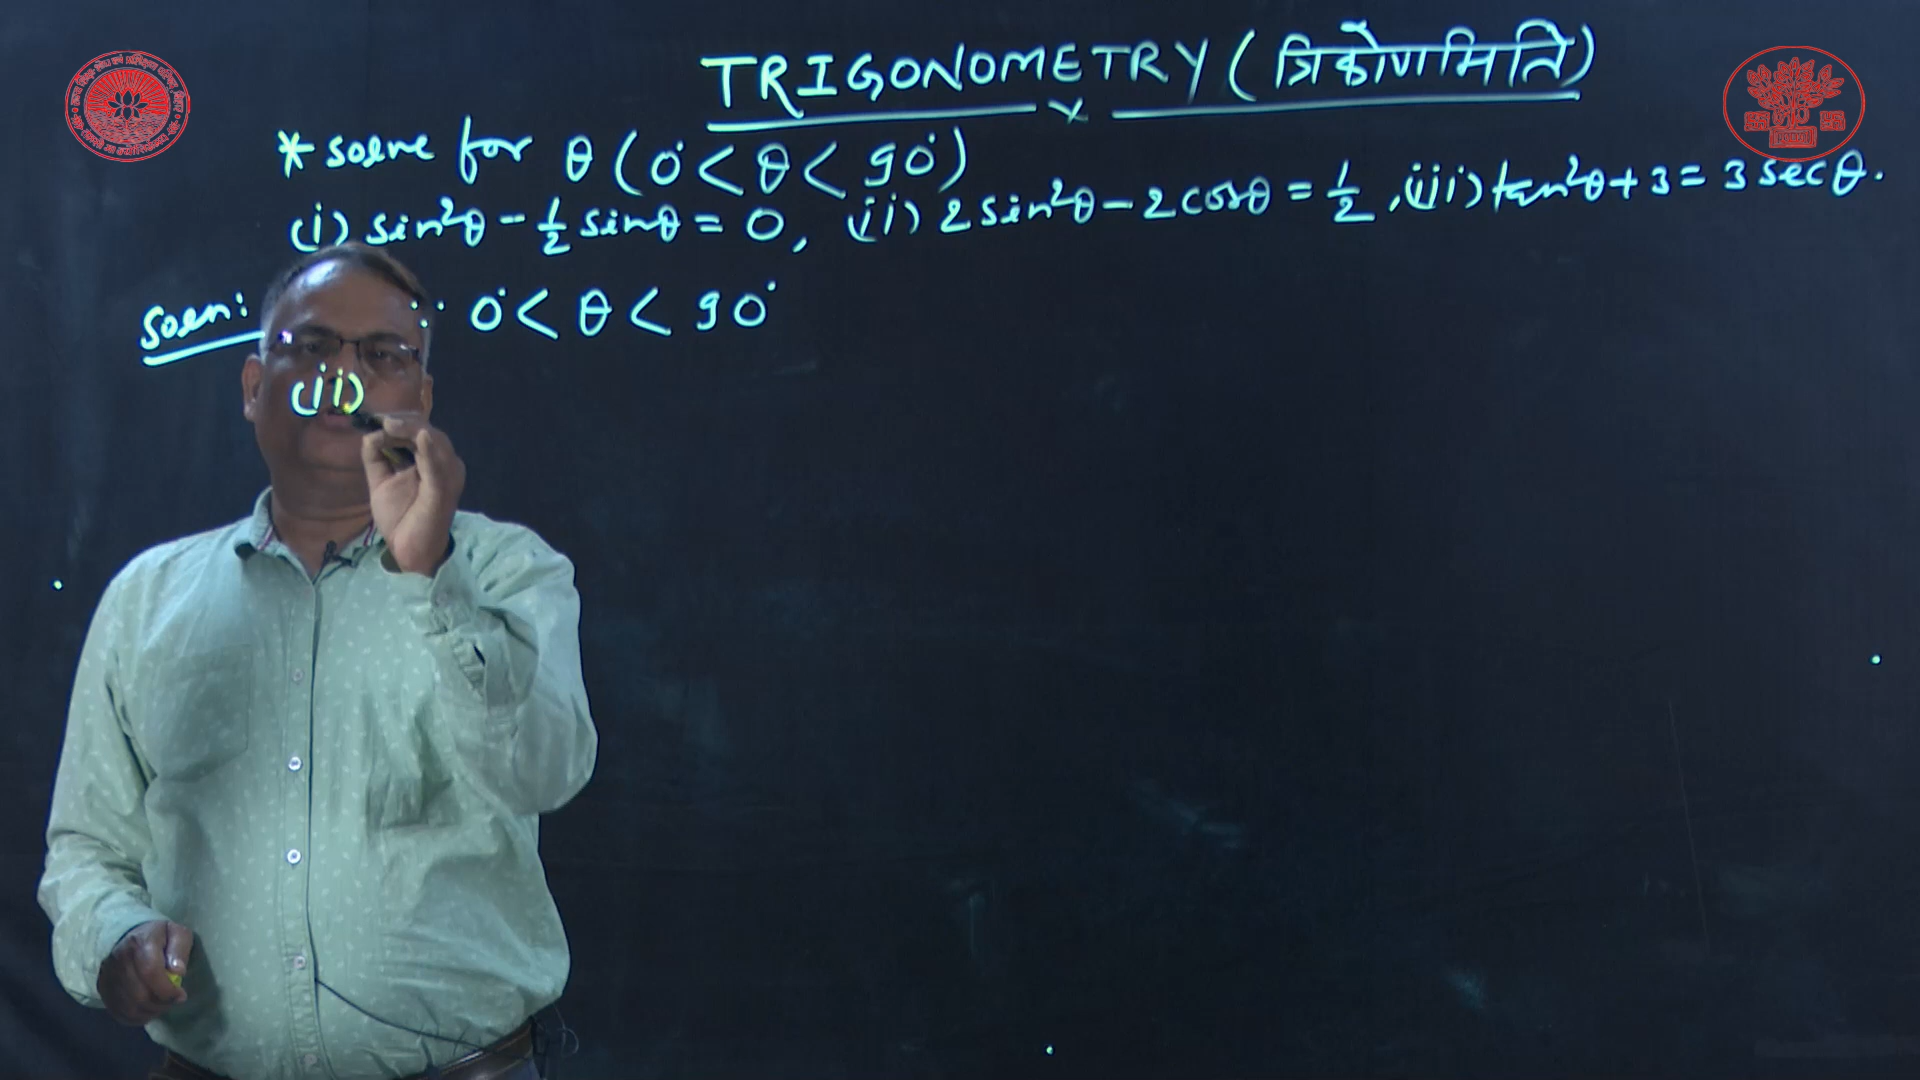 TRIGONOMETRY (त्रिकोणमिति)
* solve for θ (0° < θ < 90°)
(i) sin²θ - 1/2 sinθ = 0, (ii) 2 sin²θ - 2 cosθ = 1/2, (iii) tan²θ + 3 = 3 sec θ.
Soln: ∵ 0° < θ < 90°
(ii)